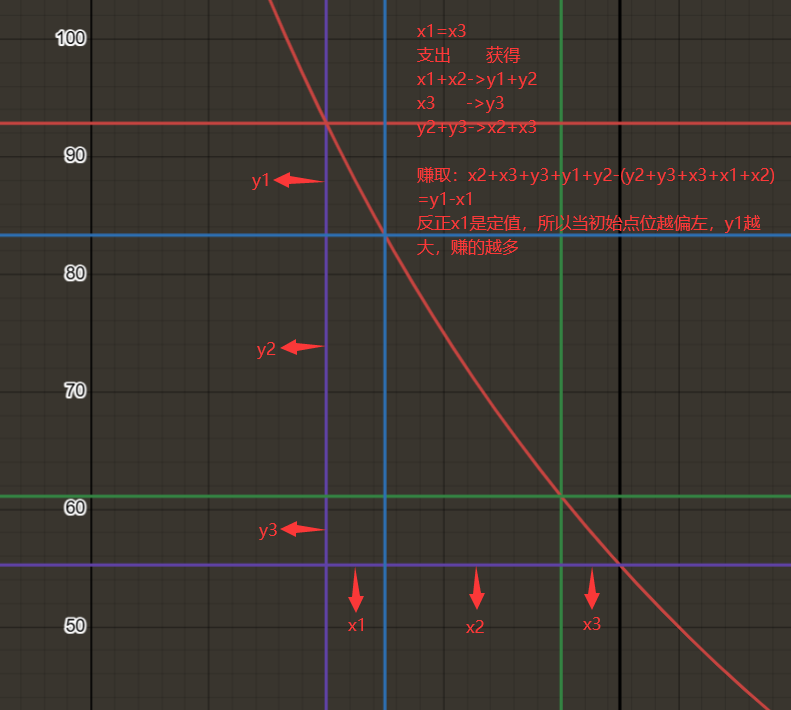 100
x1=x3
支出 获得
x1+x2->y1+y2
x3 ->y3
y2+y3->x2+x3
90
y1
赚取：x2+x3+y3+y1+y2-(y2+y3+x3+x1+x2)
=y1-x1
反正x1是定值，所以当初始点位越偏左，y1越
大，赚的越多
80
y2
70
60
y3
50
x1
x2
x3